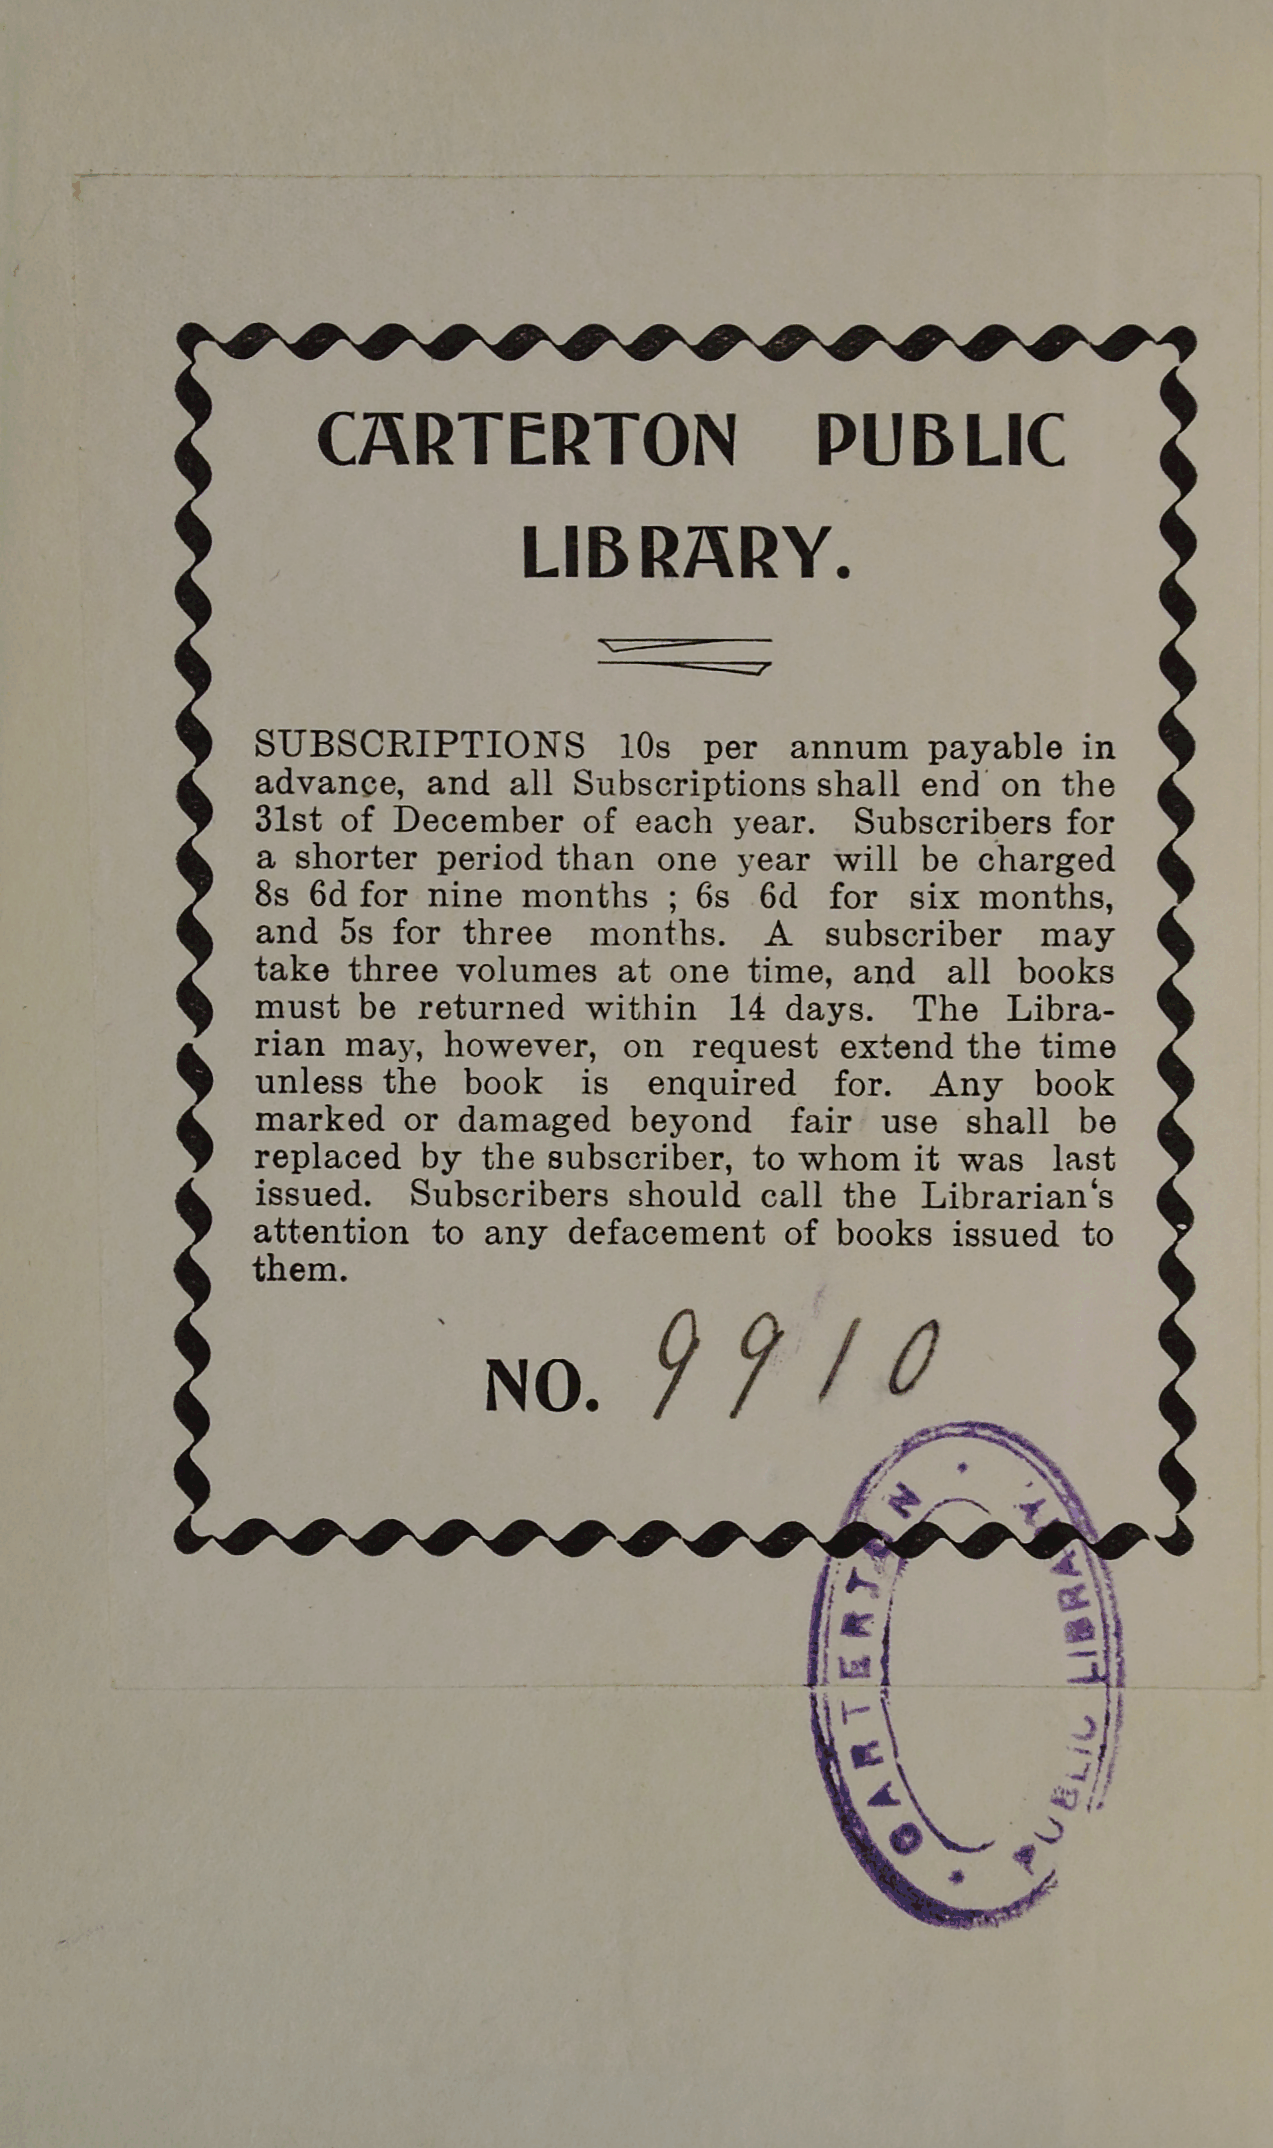 CARTERTON PUBLIC
LIBRARY.
SUBSCRIPTIONS 10s per annum payable in
advance, and all Subscriptions shall end on the
31st of December of each year. Subscribers for
a shorter period than one year will be charged
8s 6d for nine months ; 6s 6d for six months,
and 5s for three months. A subscriber may
take three volumes at one time, and all books
must be returned within 14 days. The Libra-
rian may, however, on request extend the time
unless the book is enquired for. Any book
marked or damaged beyond fair use shall be
replaced by the subscriber, to whom it was last
issued. Subscribers should call the Librarian‘s
attention to any defacement of books issued to
them.
NO. 9910
CARTERTON
PUBLIC LIBRARY